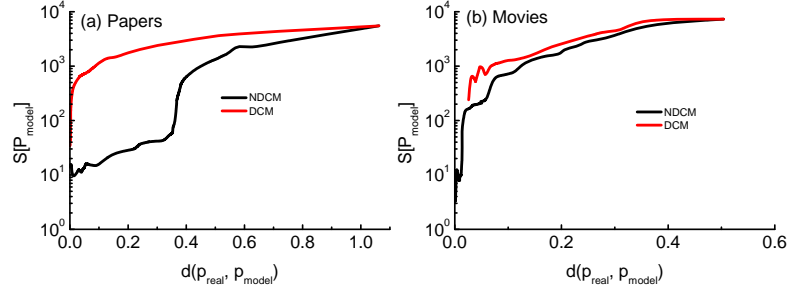 (a) Papers
S[P_model]
10^4
10^3
10^2
10^1
10^0
NDCM
DCM
0.0 0.2 0.4 0.6 0.8 1.0
d(p_real, p_model)
(b) Movies
S[P_model]
10^4
10^3
10^2
10^1
10^0
NDCM
DCM
0.0 0.2 0.4 0.6
d(p_real, p_model)